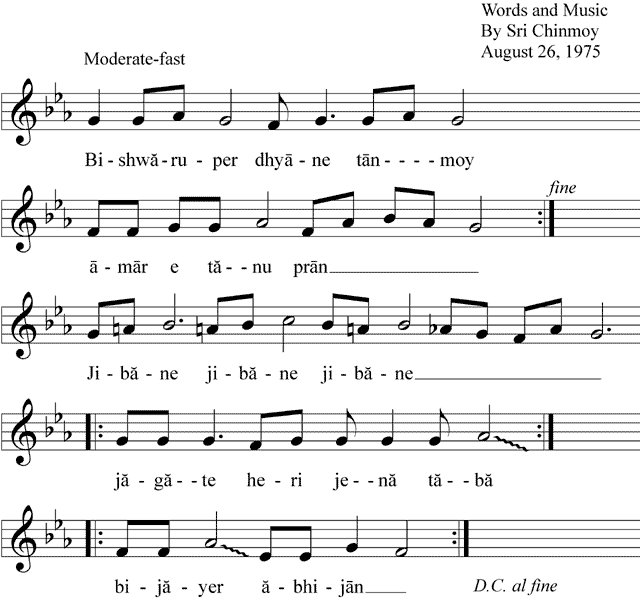 Words and Music
By Sri Chinmoy
August 26, 1975
Moderate-fast
Bi - shwă - ru - per dhyā - ne tān - - - - moy
fine
ā - mār e tă - - nu prān
Ji - bă - ne ji - bă - ne ji - bă - ne
jā - gă - - te he - ri je - - nă tă - - bă
bi - jă - yer ă - bhi - jān
D.C. al fine